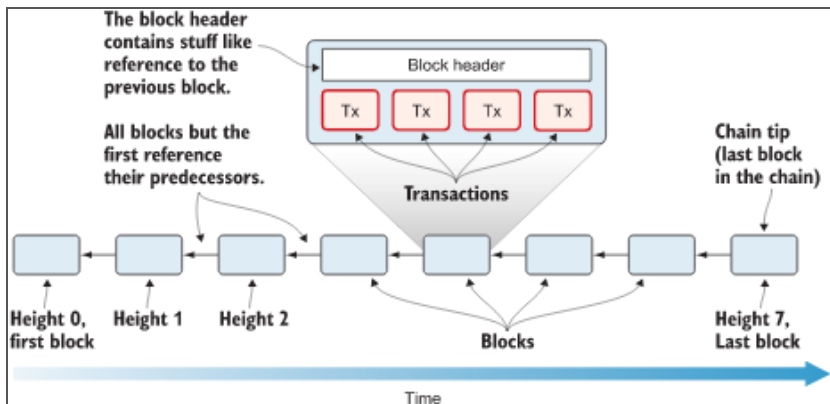 The block header
contains stuff like
reference to the
previous block.
Block header
Tx Tx Tx Tx
All blocks but the
first reference
their predecessors.
Transactions
Chain tip
(last block
in the chain)
Height 0,
first block
Height 1
Height 2
Blocks
Height 7,
Last block
Time